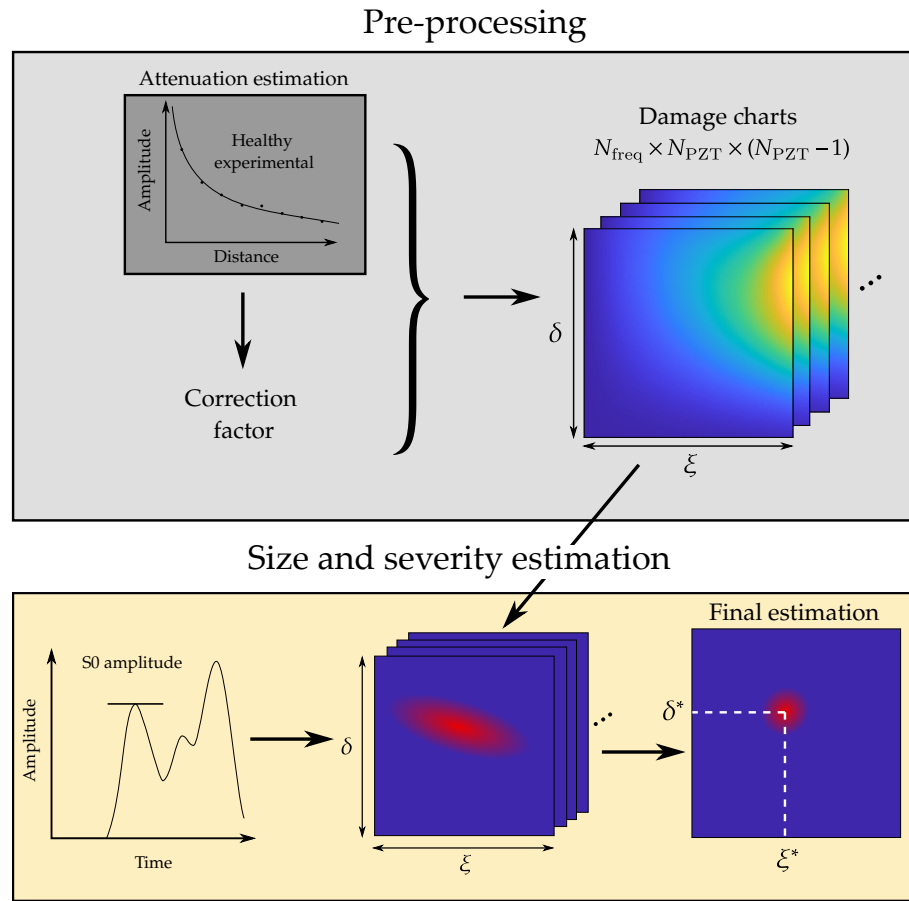 Pre-processing
Attenuation estimation
Amplitude
Healthy
experimental
Distance
Correction
factor
Damage charts
N_freq × N_PZT × (N_PZT − 1)
δ
ξ
Size and severity estimation
S0 amplitude
Amplitude
Time
δ
ξ
Final estimation
δ*
ξ*